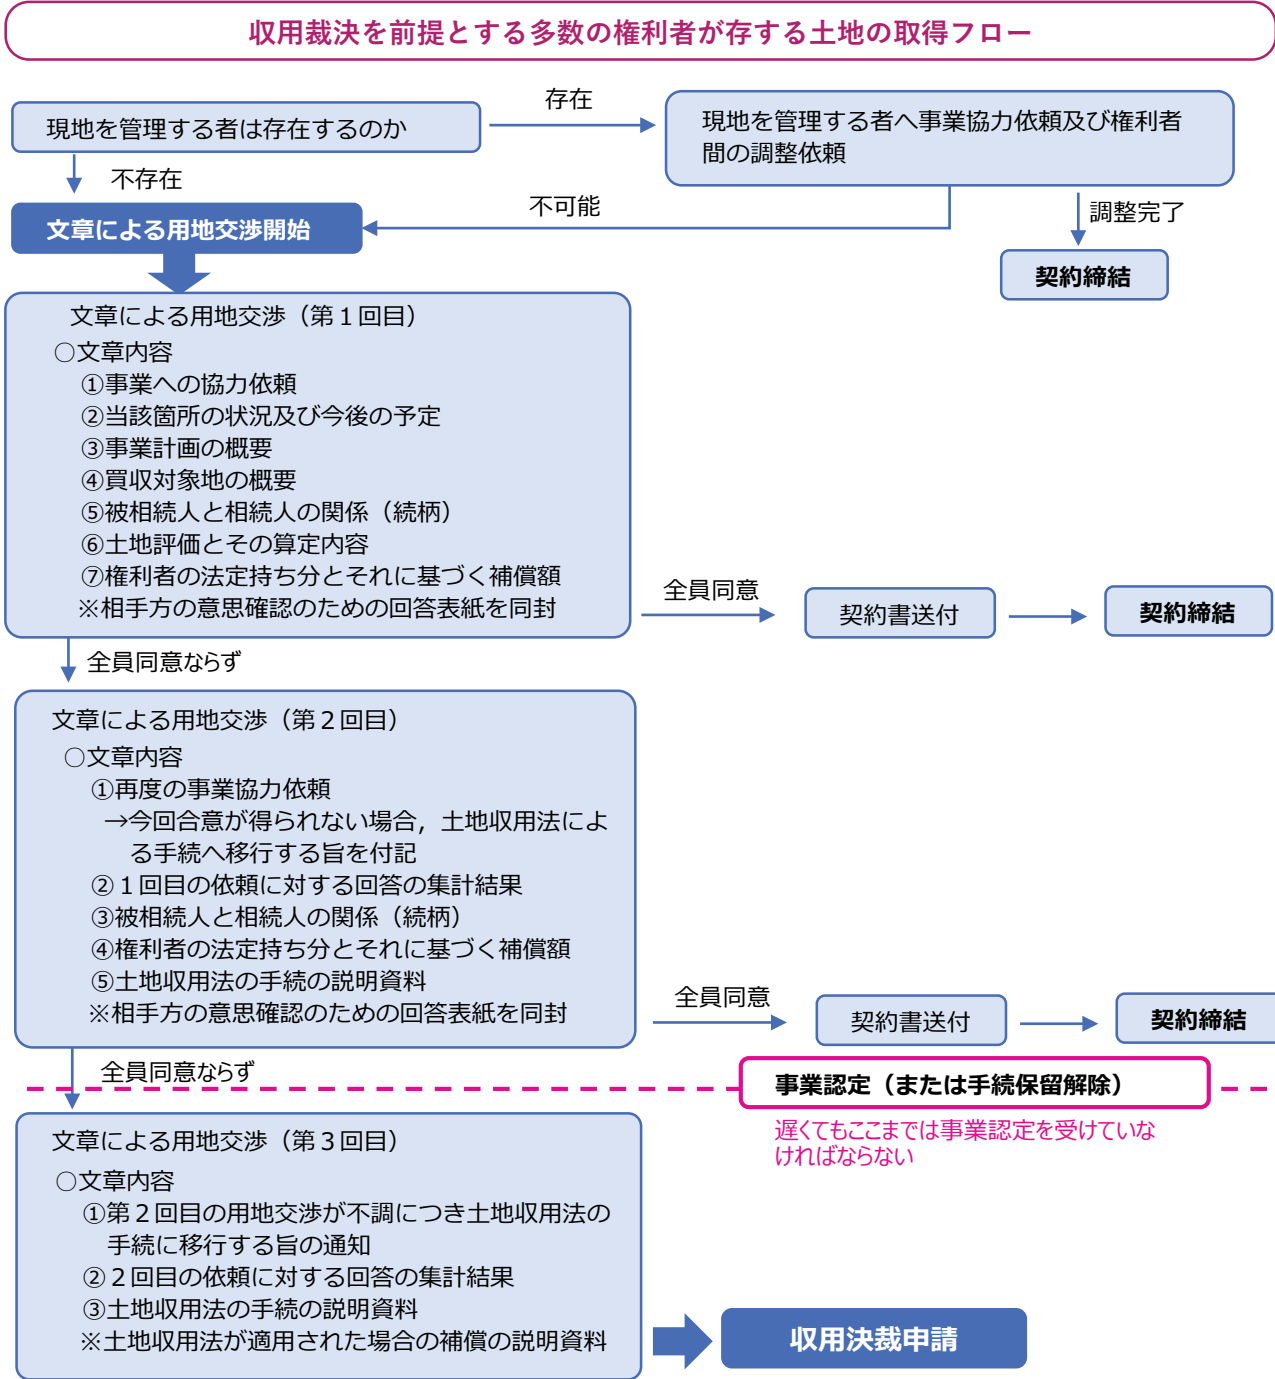 収用裁決を前提とする多数の権利者が存する土地の取得フロー
現地を管理する者は存在するのか
存在
現地を管理する者へ事業協力依頼及び権利者
間の調整依頼
不存在
不可能
調整完了
文章による用地交渉開始
契約締結
文章による用地交渉（第１回目）
○文章内容
①事業への協力依頼
②当該箇所の状況及び今後の予定
③事業計画の概要
④買収対象地の概要
⑤被相続人と相続人の関係（続柄）
⑥土地評価とその算定内容
⑦権利者の法定持ち分とそれに基づく補償額
※相手方の意思確認のための回答表紙を同封
全員同意
契約書送付
契約締結
全員同意ならず
文章による用地交渉（第２回目）
○文章内容
①再度の事業協力依頼
→今回合意が得られない場合，土地収用法によ
る手続へ移行する旨を付記
②１回目の依頼に対する回答の集計結果
③被相続人と相続人の関係（続柄）
④権利者の法定持ち分とそれに基づく補償額
⑤土地収用法の手続の説明資料
※相手方の意思確認のための回答表紙を同封
全員同意
契約書送付
契約締結
全員同意ならず
事業認定（または手続保留解除）
遅くてもここまでは事業認定を受けていな
ければならない
文章による用地交渉（第３回目）
○文章内容
①第２回目の用地交渉が不調につき土地収用法の
手続に移行する旨の通知
②２回目の依頼に対する回答の集計結果
③土地収用法の手続の説明資料
※土地収用法が適用された場合の補償の説明資料
収用決裁申請